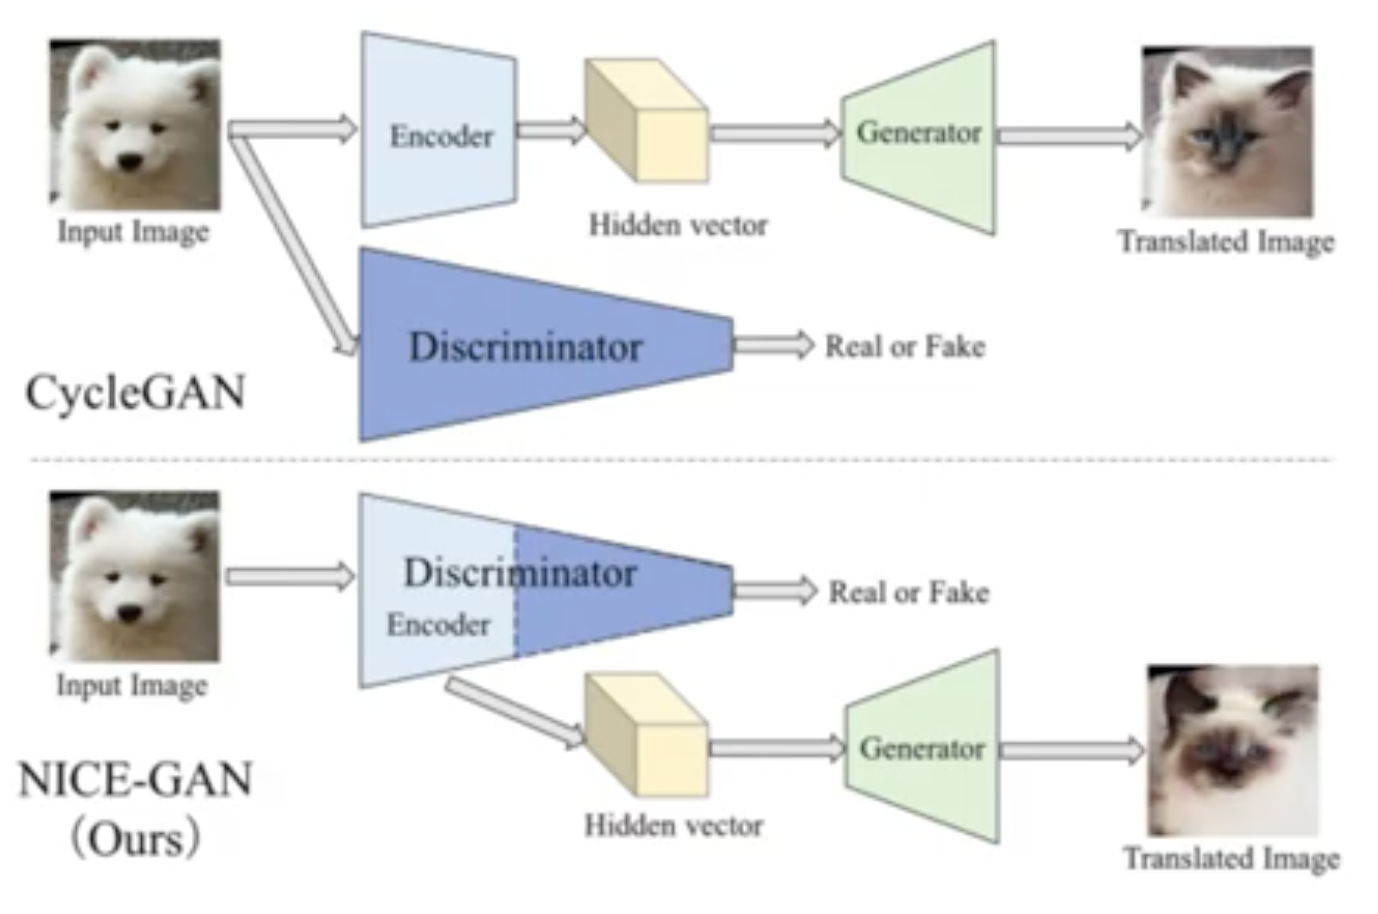 Encoder
Generator
Input Image
Hidden vector
Translated Image
Discriminator
Real or Fake
CycleGAN
Discriminator
Encoder
Real or Fake
Input Image
Generator
NICE-GAN
(Ours)
Hidden vector
Translated Image